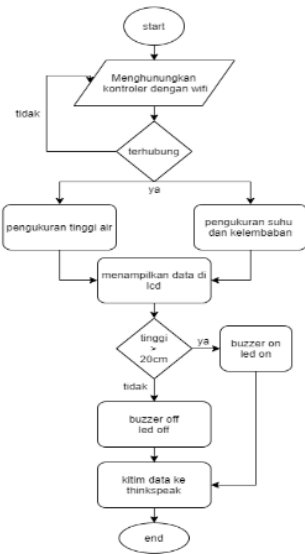 start
Menghunungkan
kontroler dengan wifi
tidak
terhubung
ya
pengukuran tinggi air
pengukuran suhu
dan kelembaban
menampilkan data di
lcd
tinggi
>
20cm
ya
buzzer on
led on
tidak
buzzer off
led off
kitim data ke
thinkspeak
end